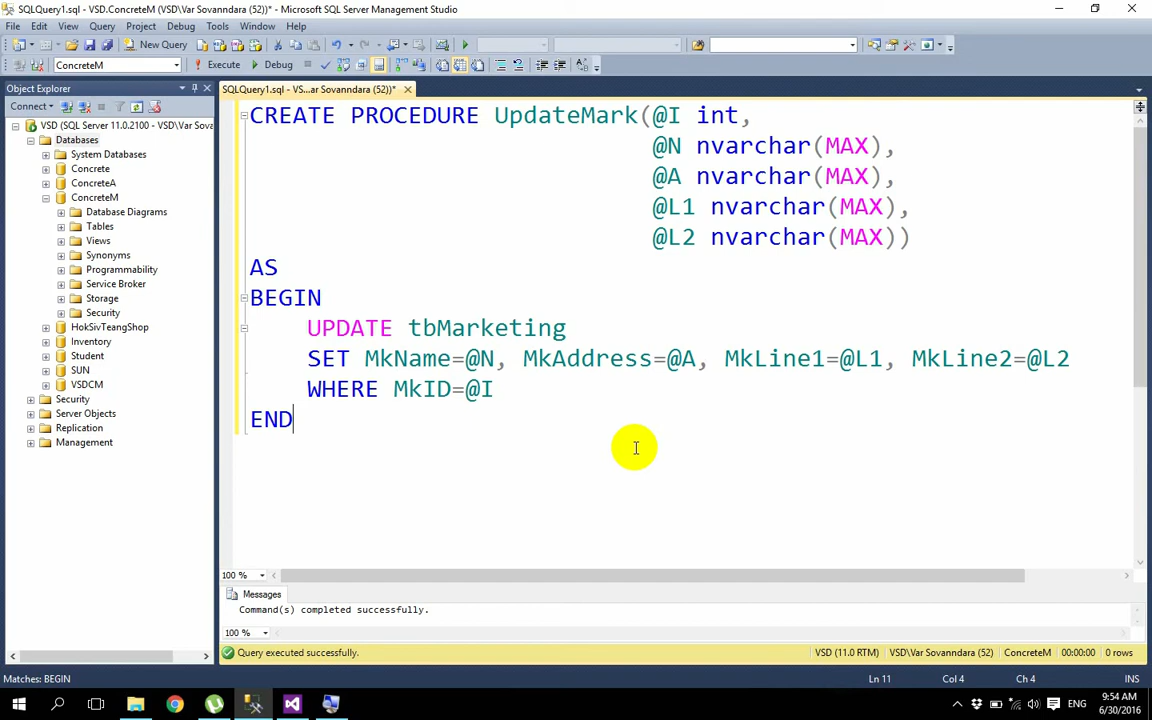 SQLQuery1.sql - VSD.ConcreteM (VSD\Var Sovanndara (52))* - Microsoft SQL Server Management Studio
File Edit View Query Project Debug Tools Window Help
New Query
ConcreteM Execute Debug
Object Explorer
SQLQuery1.sql - VS...ar Sovanndara (52))*
Connect
VSD (SQL Server 11.0.2100 - VSD\Var Sova
Databases
System Databases
Concrete
ConcreteA
ConcreteM
Database Diagrams
Tables
Views
Synonyms
Programmability
Service Broker
Storage
Security
HokSivTeangShop
Inventory
Student
SUN
VSDCM
Security
Server Objects
Replication
Management
CREATE PROCEDURE UpdateMark(@I int,
@N nvarchar(MAX),
@A nvarchar(MAX),
@L1 nvarchar(MAX),
@L2 nvarchar(MAX))
AS
BEGIN
UPDATE tbMarketing
SET MkName=@N, MkAddress=@A, MkLine1=@L1, MkLine2=@L2
WHERE MkID=@I
END
100 %
Messages
Command(s) completed successfully.
100 %
Query executed successfully. VSD (11.0 RTM) VSD\Var Sovanndara (52) ConcreteM 00:00:00 0 rows
Matches: BEGIN Ln 11 Col 4 Ch 4 INS
ENG 9:54 AM
6/30/2016